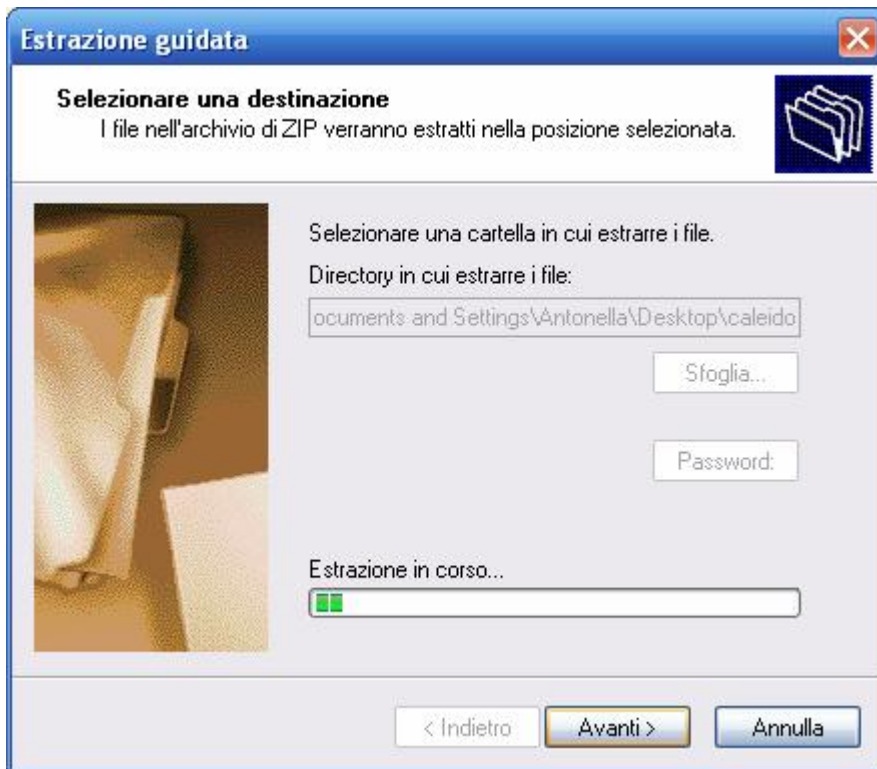 Estrazione guidata
Selezionare una destinazione
I file nell'archivio di ZIP verranno estratti nella posizione selezionata.
Selezionare una cartella in cui estrarre i file.
Directory in cui estrarre i file:
ocuments and Settings\Antonella\Desktop\caleido
Sfoglia...
Password:
Estrazione in corso...
< Indietro
Avanti >
Annulla